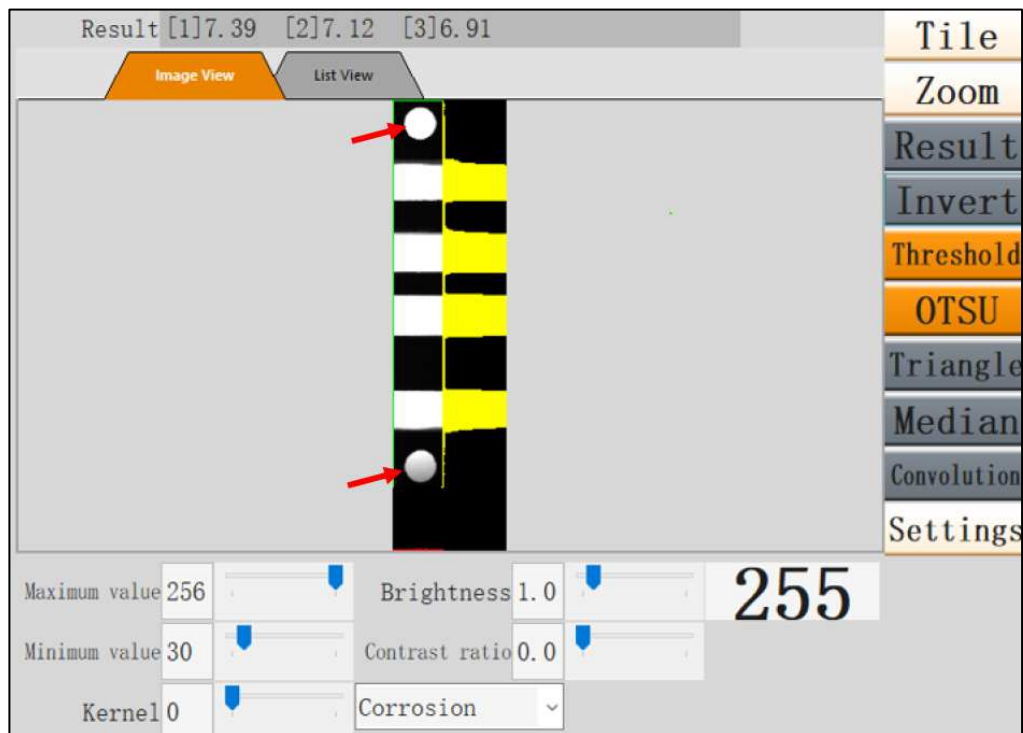 Result [1]7.39 [2]7.12 [3]6.91
Image View
List View
Tile
Zoom
Result
Invert
Threshold
OTSU
Triangle
Median
Convolution
Settings
Maximum value 256
Brightness 1.0
255
Minimum value 30
Contrast ratio 0.0
Kernel 0
Corrosion